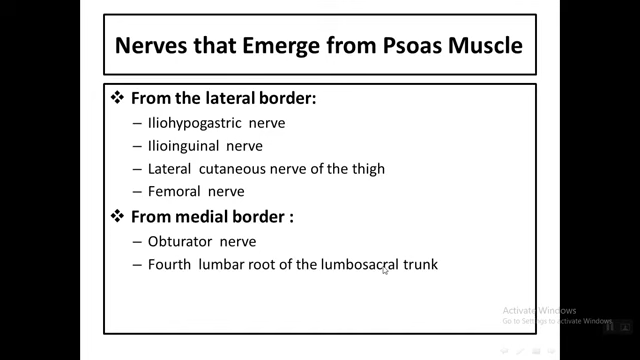 Nerves that Emerge from Psoas Muscle
❖ From the lateral border:
– Iliohypogastric nerve
– Ilioinguinal nerve
– Lateral cutaneous nerve of the thigh
– Femoral nerve
❖ From medial border :
– Obturator nerve
– Fourth lumbar root of the lumbosacral trunk
Activate Windows
Go to Settings to activate Windows.